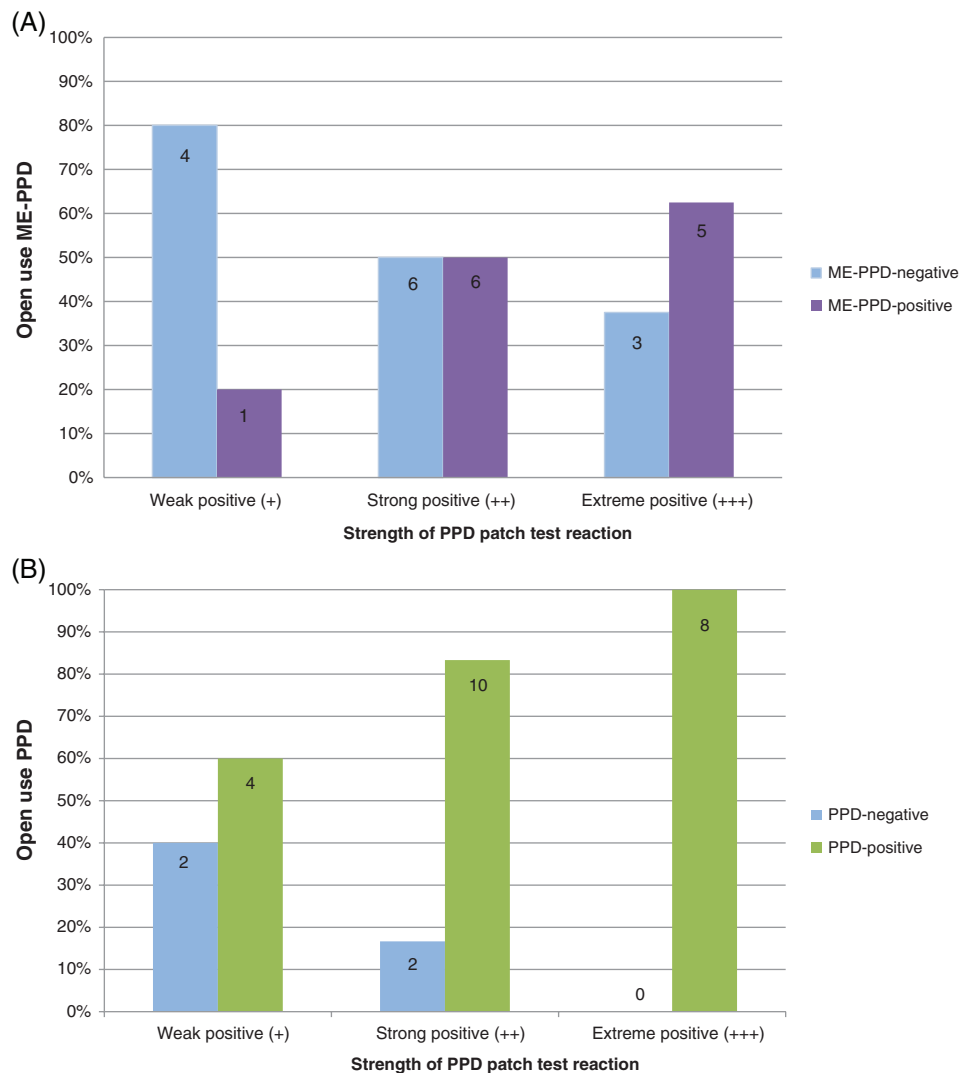 (A)
100%
90%
80%
70%
60%
50%
40%
30%
20%
10%
0%
Open use ME-PPD
4
1
6
6
3
5
Weak positive (+)
Strong positive (++)
Extreme positive (+++)
Strength of PPD patch test reaction
ME-PPD-negative
ME-PPD-positive
(B)
100%
90%
80%
70%
60%
50%
40%
30%
20%
10%
0%
Open use PPD
2
4
2
10
0
8
Weak positive (+)
Strong positive (++)
Extreme positive (+++)
Strength of PPD patch test reaction
PPD-negative
PPD-positive